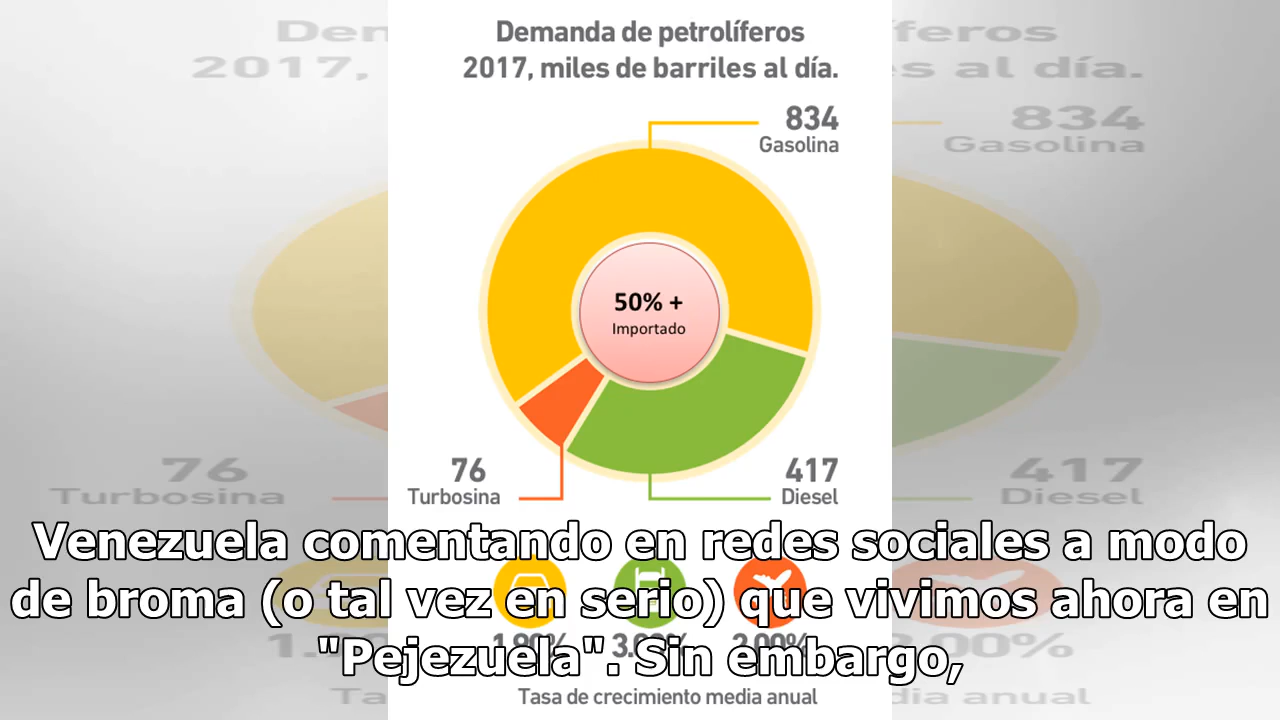 Demanda de petrolíferos
2017, miles de barriles al día.
834
Gasolina
50% +
Importado
76
Turbosina
417
Diesel
Venezuela comentando en redes sociales a modo
de broma (o tal vez en serio) que vivimos ahora en
"Pejezuela". Sin embargo,
Tasa de crecimiento media anual